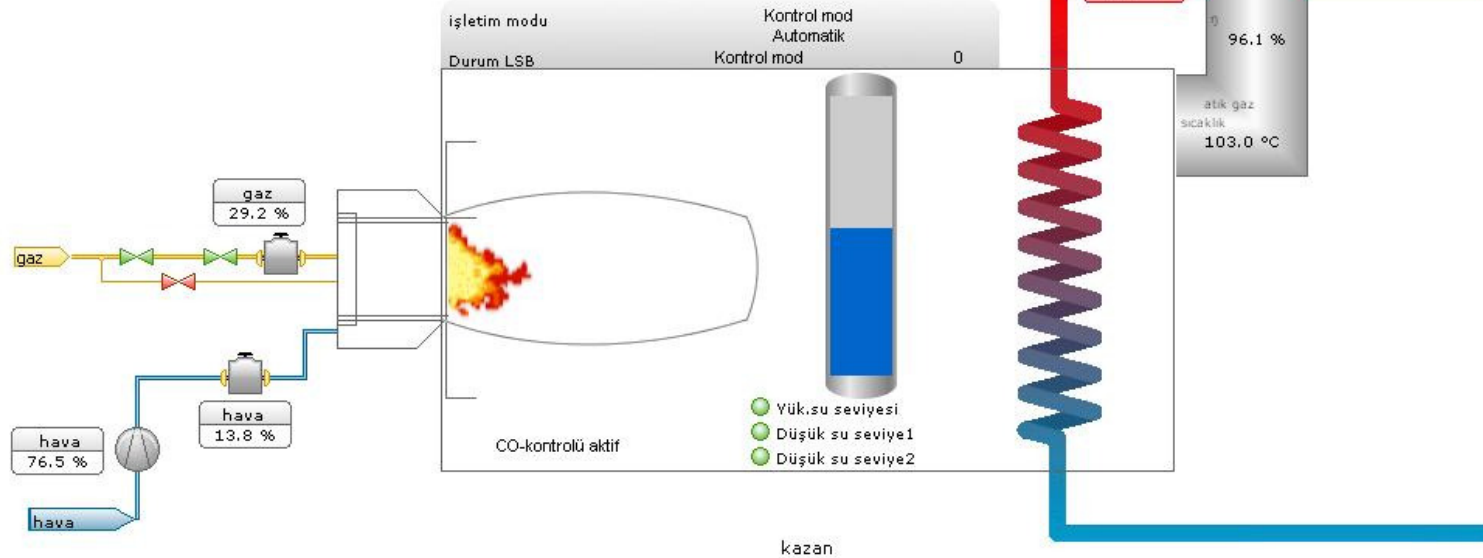 işletim modu
Kontrol mod
Automatik
Durum LSB
Kontrol mod
0
η
96.1 %
atık gaz
sıcaklık
103.0 °C
gaz
29.2 %
gaz
hava
13.8 %
hava
76.5 %
hava
CO-kontrolü aktif
Yük.su seviyesi
Düşük su seviye1
Düşük su seviye2
kazan